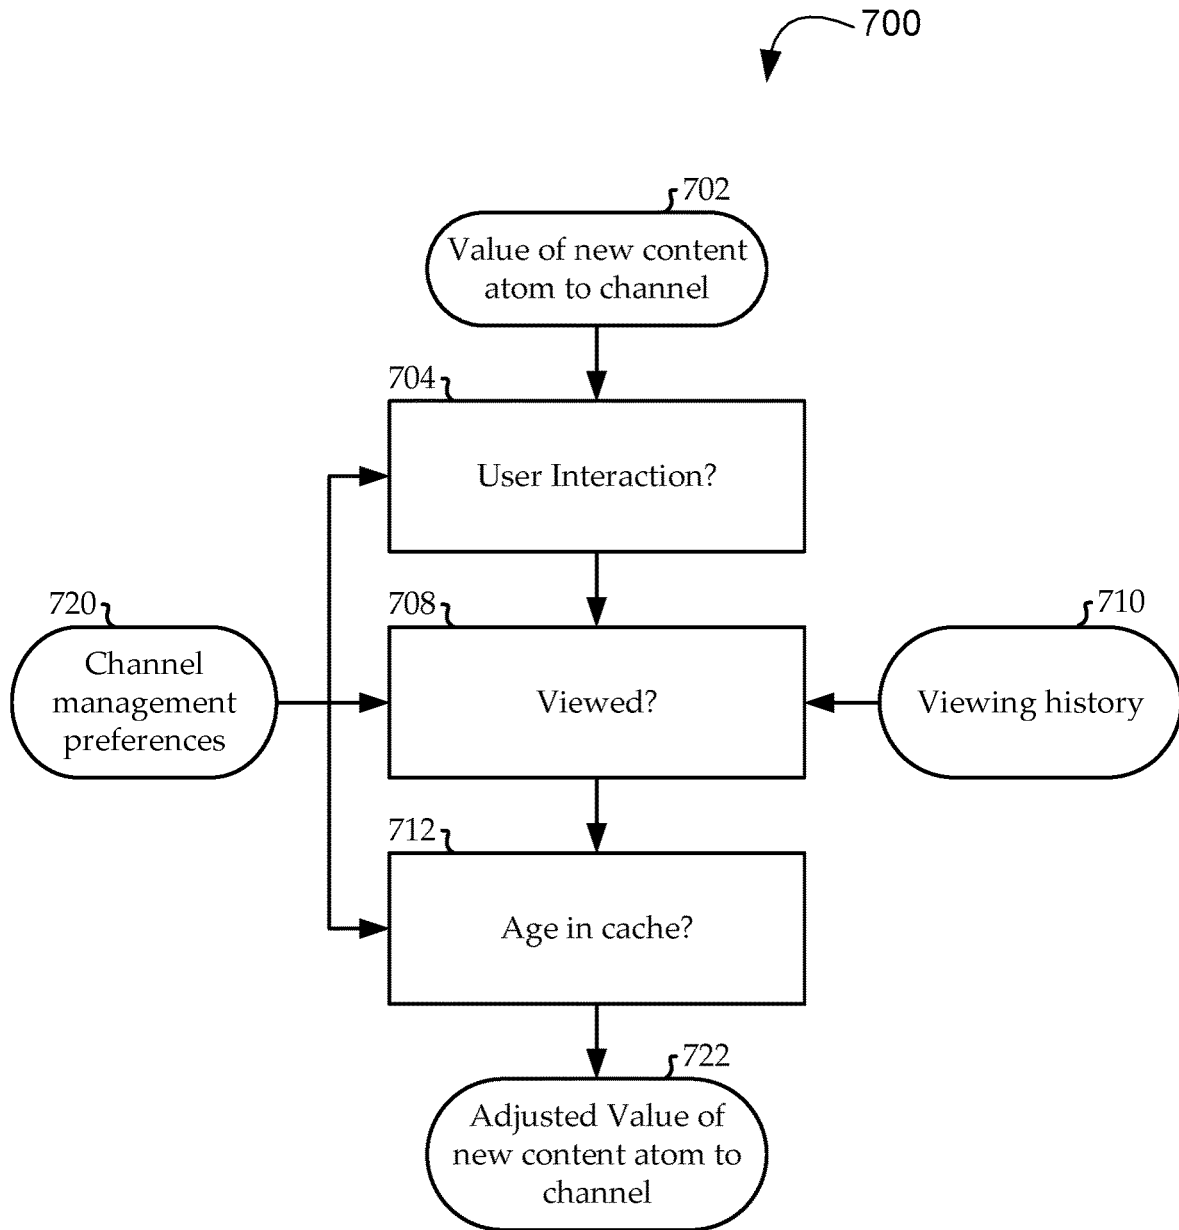 700
702
Value of new content
atom to channel
704
User Interaction?
720
Channel
management
preferences
708
Viewed?
710
Viewing history
712
Age in cache?
722
Adjusted Value of
new content atom to
channel